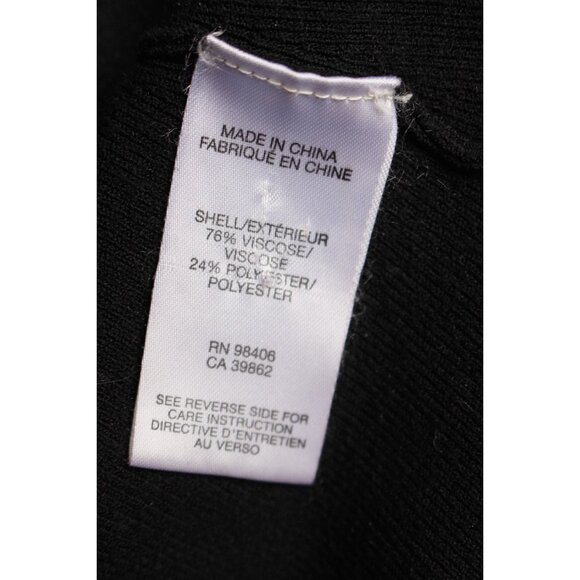 MADE IN CHINA
FABRIQUÉ EN CHINE
SHELL/EXTÉRIEUR
76% VISCOSE/
VISCOSE
24% POLYESTER/
POLYESTER
RN 98406
CA 39862
SEE REVERSE SIDE FOR
CARE INSTRUCTION
DIRECTIVE D'ENTRETIEN
AU VERSO